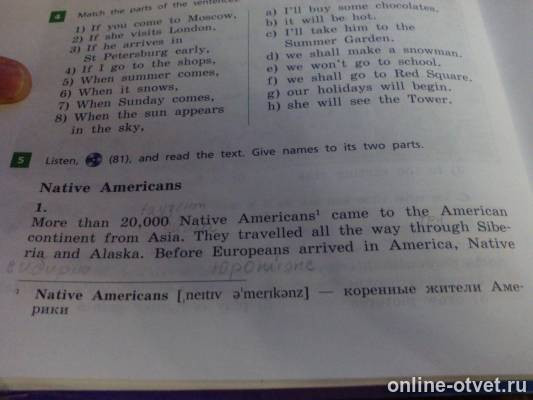 4
Match the parts of the sentences.
1) If you come to Moscow,
2) If she visits London,
3) If he arrives in
St Petersburg early,
4) If I go to the shops,
5) When summer comes,
6) When it snows,
7) When Sunday comes,
8) When the sun appears
in the sky,
a) I'll buy some chocolates.
b) it will be hot.
c) I'll take him to the
Summer Garden.
d) we shall make a snowman.
e) we won't go to school.
f) we shall go to Red Square.
g) our holidays will begin.
h) she will see the Tower.
5
Listen, (81), and read the text. Give names to its two parts.
Native Americans
1.
More than 20,000 Native Americans¹ came to the American
continent from Asia. They travelled all the way through Sibe-
ria and Alaska. Before Europeans arrived in America, Native
¹ Native Americans [ˌneɪtɪv əˈmerɪkənz] — коренные жители Аме-
рики
online-otvet.ru